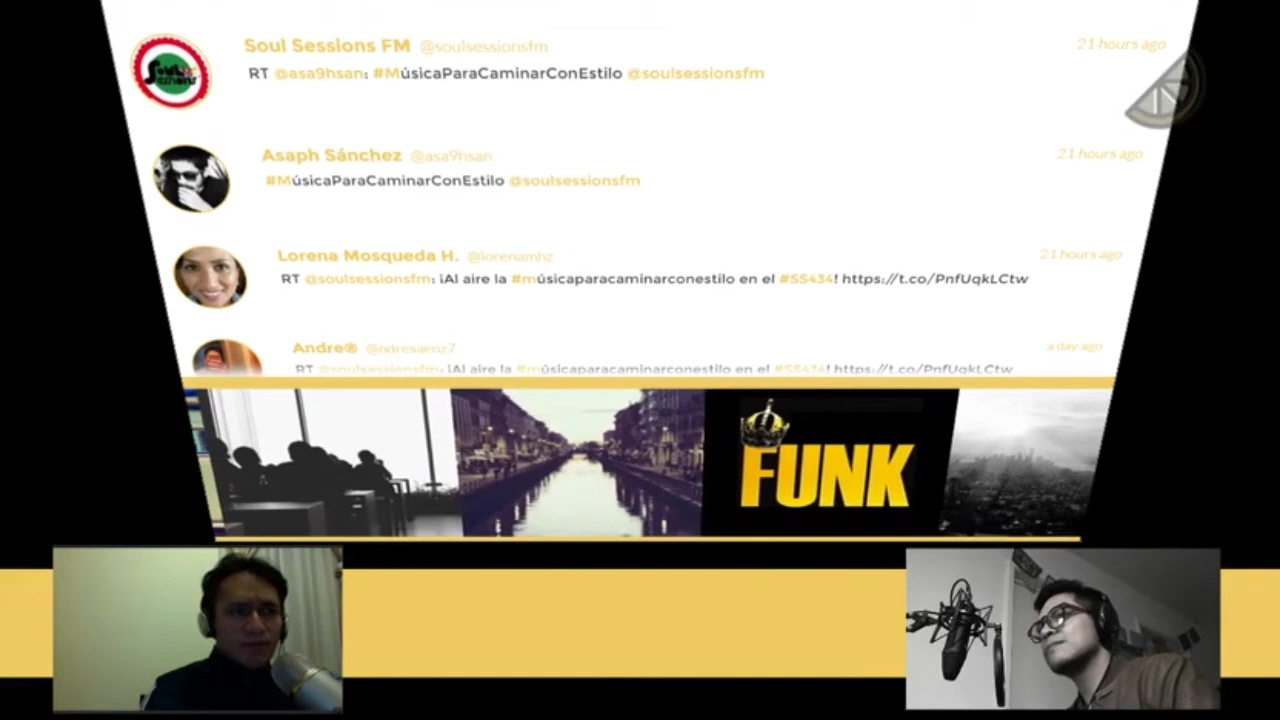 Soul Sessions FM @soulsessionsfm 21 hours ago
RT @asa9hsan: #MúsicaParaCaminarConEstilo @soulsessionsfm
Asaph Sánchez @asa9hsan 21 hours ago
#MúsicaParaCaminarConEstilo @soulsessionsfm
Lorena Mosqueda H. @lorenamhz 21 hours ago
RT @soulsessionsfm: ¡Al aire la #músicaparacaminarconestilo en el #SS434! https://t.co/PnfUqkLCtw
Andre® @ndresaenz7 a day ago
RT @soulsessionsfm: ¡Al aire la #músicaparacaminarconestilo en el #SS434! https://t.co/PnfUqkLCtw
FUNK